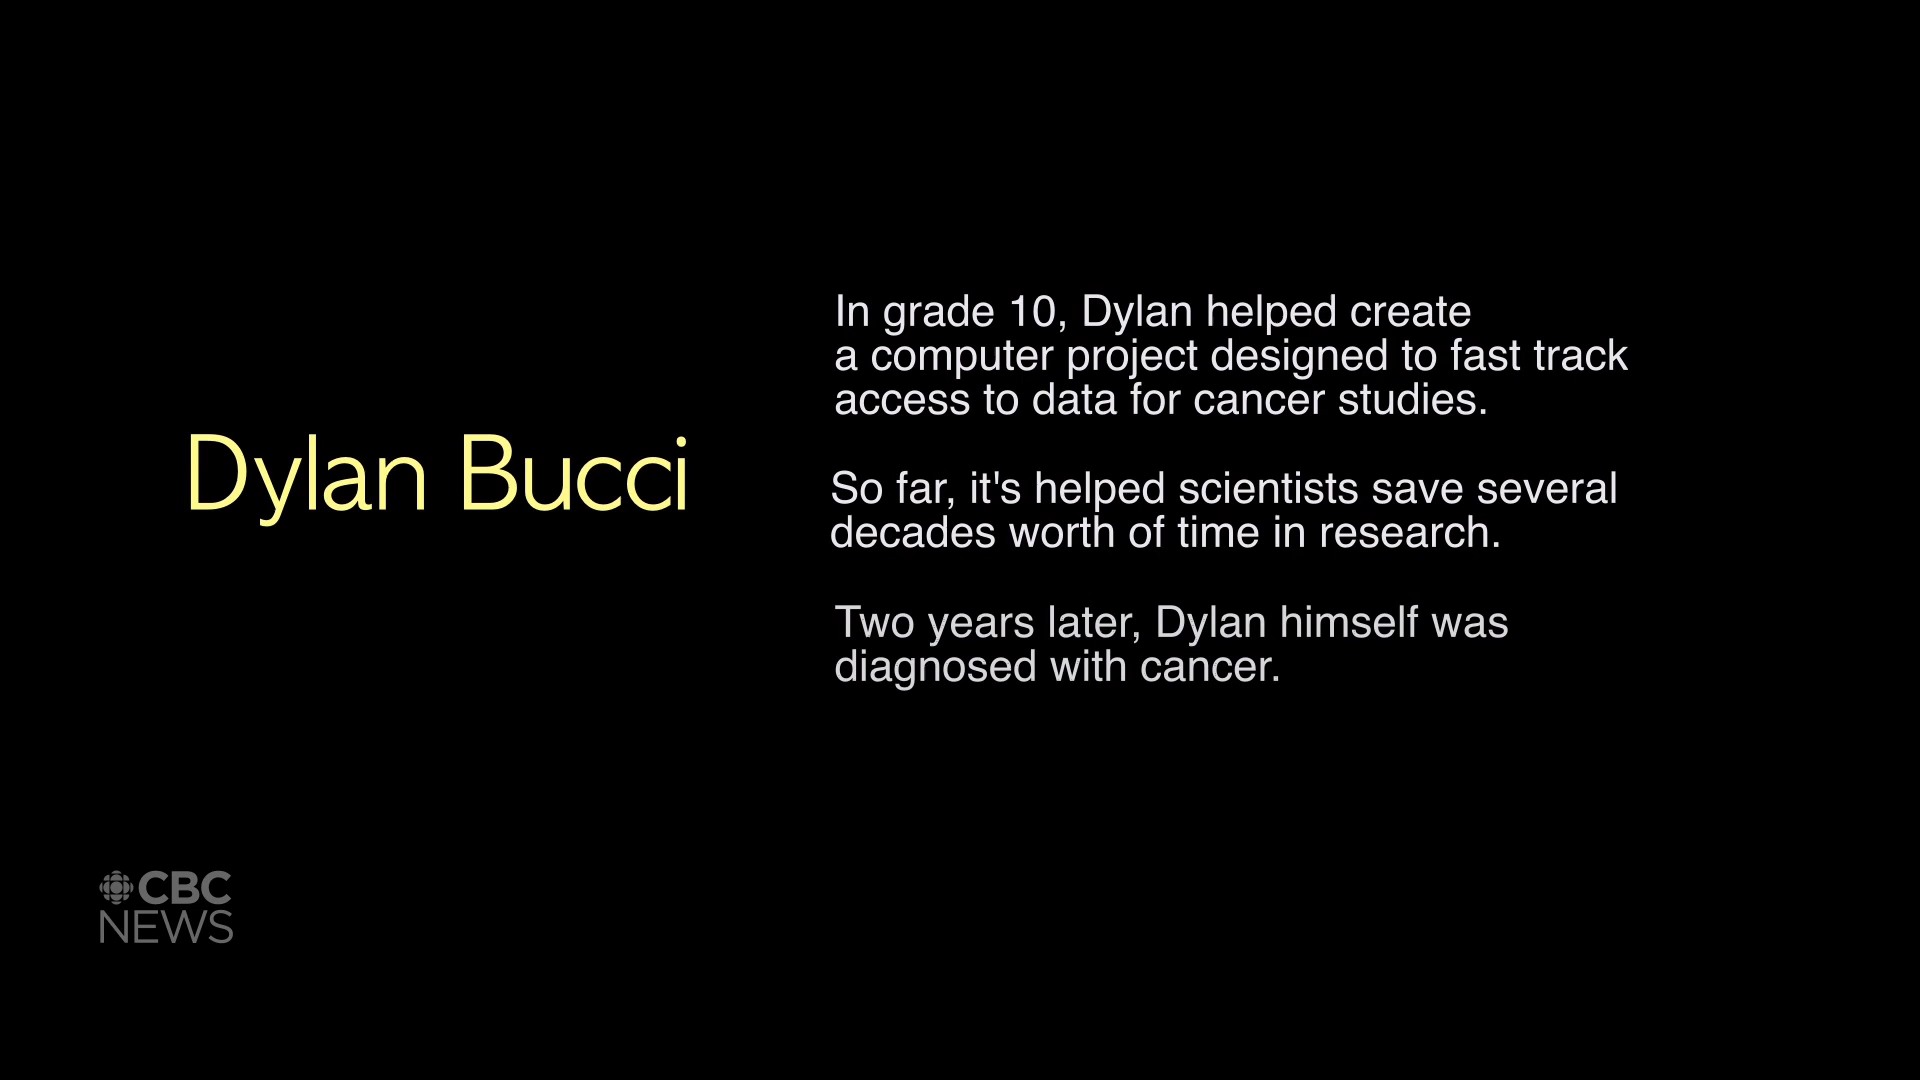 Dylan Bucci
In grade 10, Dylan helped create
a computer project designed to fast track
access to data for cancer studies.
So far, it's helped scientists save several
decades worth of time in research.
Two years later, Dylan himself was
diagnosed with cancer.
CBC
NEWS